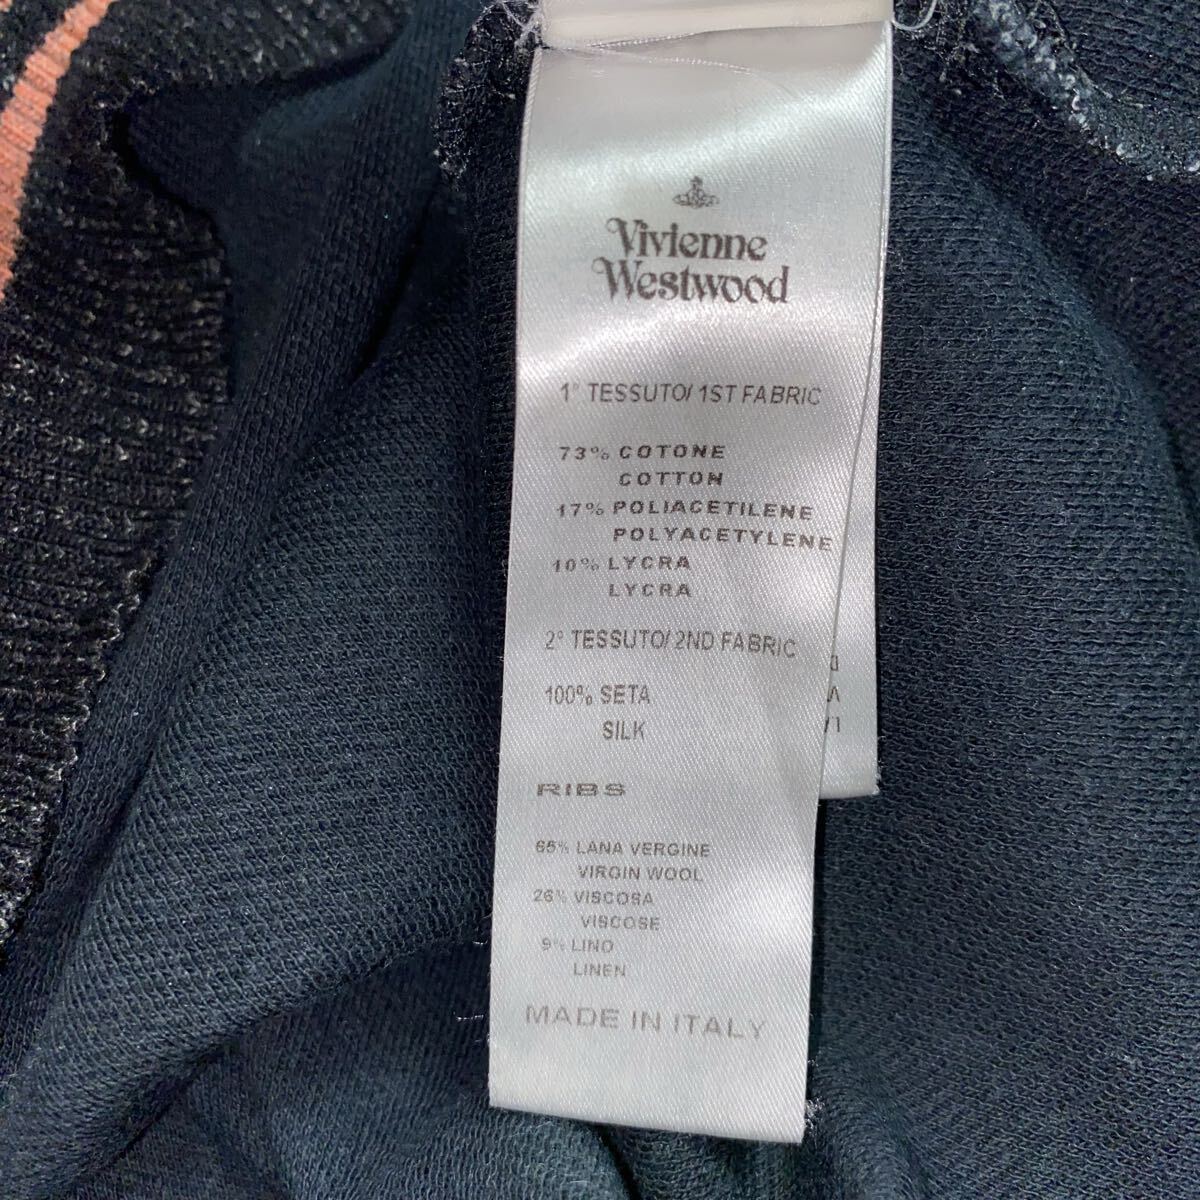 Vivienne
Westwood
1° TESSUTO/ 1ST FABRIC
73% COTONE
COTTON
17% POLIACETILENE
POLYACETYLENE
10% LYCRA
LYCRA
2° TESSUTO/ 2ND FABRIC
100% SETA
SILK
RIBS
65% LANA VERGINE
VIRGIN WOOL
26% VISCOSA
VISCOSE
9% LINO
LINEN
MADE IN ITALY